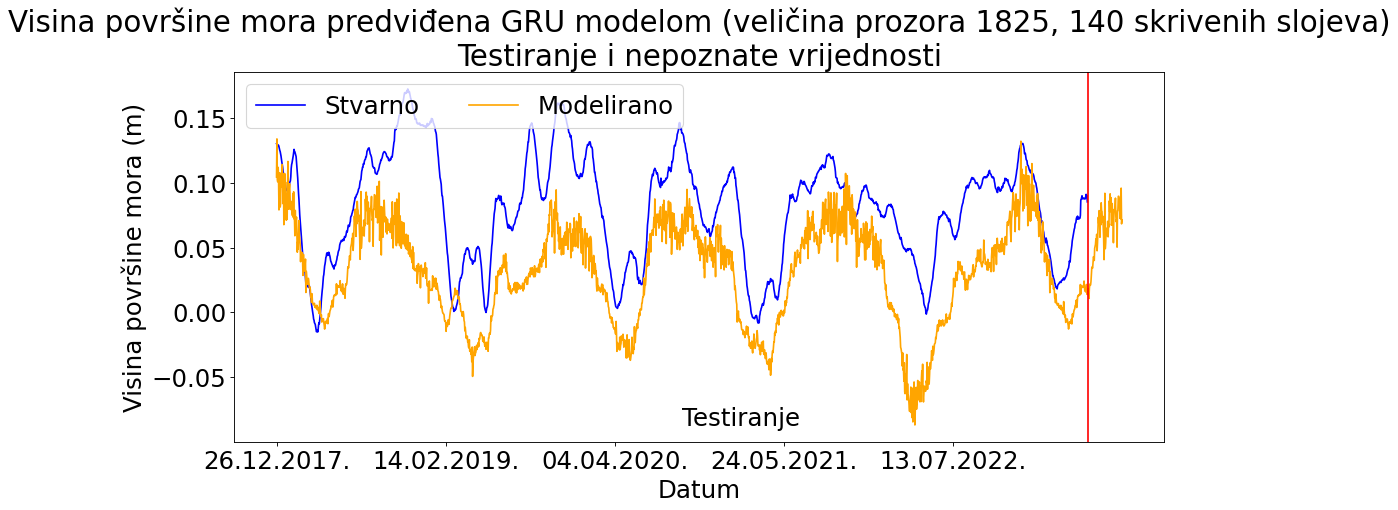 Visina površine mora predviđena GRU modelom (veličina prozora 1825, 140 skrivenih slojeva)
Testiranje i nepoznate vrijednosti
Stvarno Modelirano
Visina površine mora (m)
0.15
0.10
0.05
0.00
−0.05
Testiranje
26.12.2017. 14.02.2019. 04.04.2020. 24.05.2021. 13.07.2022.
Datum